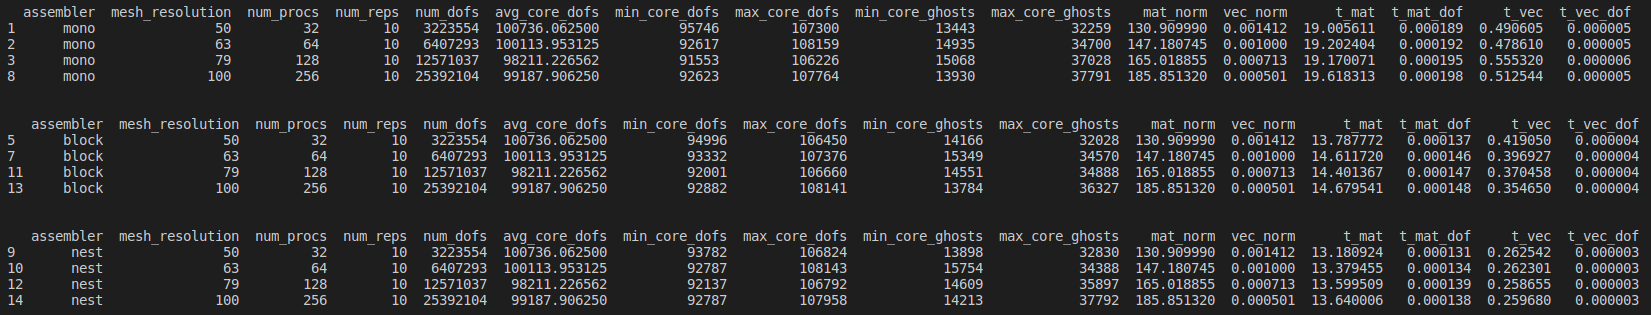 assembler mesh_resolution num_procs num_reps num_dofs avg_core_dofs min_core_dofs max_core_dofs min_core_ghosts max_core_ghosts mat_norm vec_norm t_mat t_mat_dof t_vec t_vec_dof
1 mono 50 32 10 3223554 100736.062500 95746 107300 13443 32259 130.909990 0.001412 19.005611 0.000189 0.490605 0.000005
2 mono 63 64 10 6407293 100113.953125 92617 108159 14935 34700 147.180745 0.001000 19.202404 0.000192 0.478610 0.000005
3 mono 79 128 10 12571037 98211.226562 91553 106226 15068 37028 165.018855 0.000713 19.170071 0.000195 0.555320 0.000006
8 mono 100 256 10 25392104 99187.906250 92623 107764 13930 37791 185.851320 0.000501 19.618313 0.000198 0.512544 0.000005
assembler mesh_resolution num_procs num_reps num_dofs avg_core_dofs min_core_dofs max_core_dofs min_core_ghosts max_core_ghosts mat_norm vec_norm t_mat t_mat_dof t_vec t_vec_dof
5 block 50 32 10 3223554 100736.062500 94996 106450 14166 32028 130.909990 0.001412 13.787772 0.000137 0.419050 0.000004
7 block 63 64 10 6407293 100113.953125 93332 107376 15349 34570 147.180745 0.001000 14.611720 0.000146 0.396927 0.000004
11 block 79 128 10 12571037 98211.226562 92001 106660 14551 34888 165.018855 0.000713 14.401367 0.000147 0.370458 0.000004
13 block 100 256 10 25392104 99187.906250 92882 108141 13784 36327 185.851320 0.000501 14.679541 0.000148 0.354650 0.000004
assembler mesh_resolution num_procs num_reps num_dofs avg_core_dofs min_core_dofs max_core_dofs min_core_ghosts max_core_ghosts mat_norm vec_norm t_mat t_mat_dof t_vec t_vec_dof
9 nest 50 32 10 3223554 100736.062500 93782 106824 13898 32830 130.909990 0.001412 13.180924 0.000131 0.262542 0.000003
10 nest 63 64 10 6407293 100113.953125 92787 108143 15754 34388 147.180745 0.001000 13.379455 0.000134 0.262301 0.000003
12 nest 79 128 10 12571037 98211.226562 92137 106792 14609 35897 165.018855 0.000713 13.599509 0.000139 0.258655 0.000003
14 nest 100 256 10 25392104 99187.906250 92787 107958 14213 37792 185.851320 0.000501 13.640006 0.000138 0.259680 0.000003